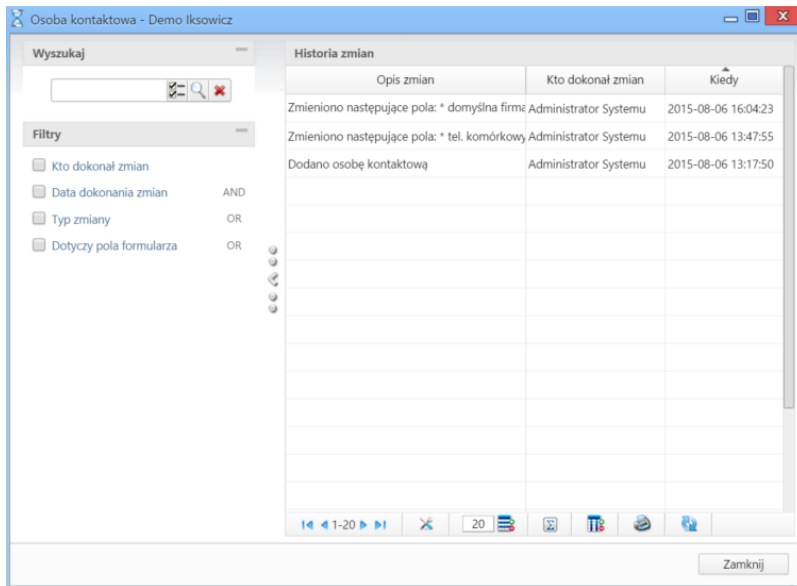 Osoba kontaktowa - Demo Iksowicz
Wyszukaj
Filtry
Kto dokonał zmian
Data dokonania zmian AND
Typ zmiany OR
Dotyczy pola formularza OR
Historia zmian
Opis zmian Kto dokonał zmian Kiedy
Zmieniono następujące pola: * domyślna firma Administrator Systemu 2015-08-06 16:04:23
Zmieniono następujące pola: * tel. komórkowy Administrator Systemu 2015-08-06 13:47:55
Dodano osobę kontaktową Administrator Systemu 2015-08-06 13:17:50
1-20 20
Zamknij